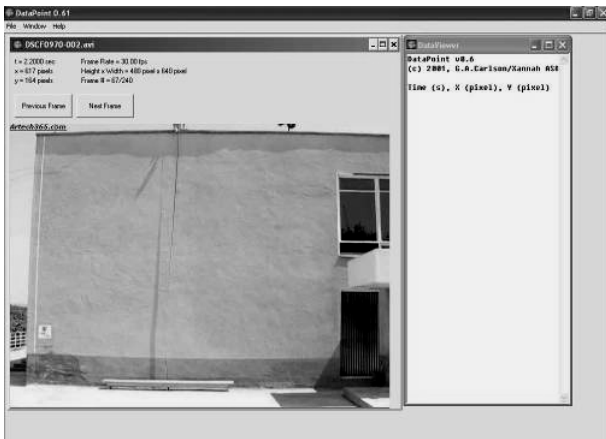 DataPoint 0.61
File Window Help
DSCF0970-002.avi
t = 2.2000 sec
Frame Rate = 30.00 fps
x = 617 pixels
Height x Width = 480 pixel x 640 pixel
y = 164 pixels
Frame # = 67/240
Previous Frame
Next Frame
Artech365.com
DataViewer
DataPoint v0.6
(c) 2001, G.A.Carlson/Xannah AS
Time (s), X (pixel), Y (pixel)